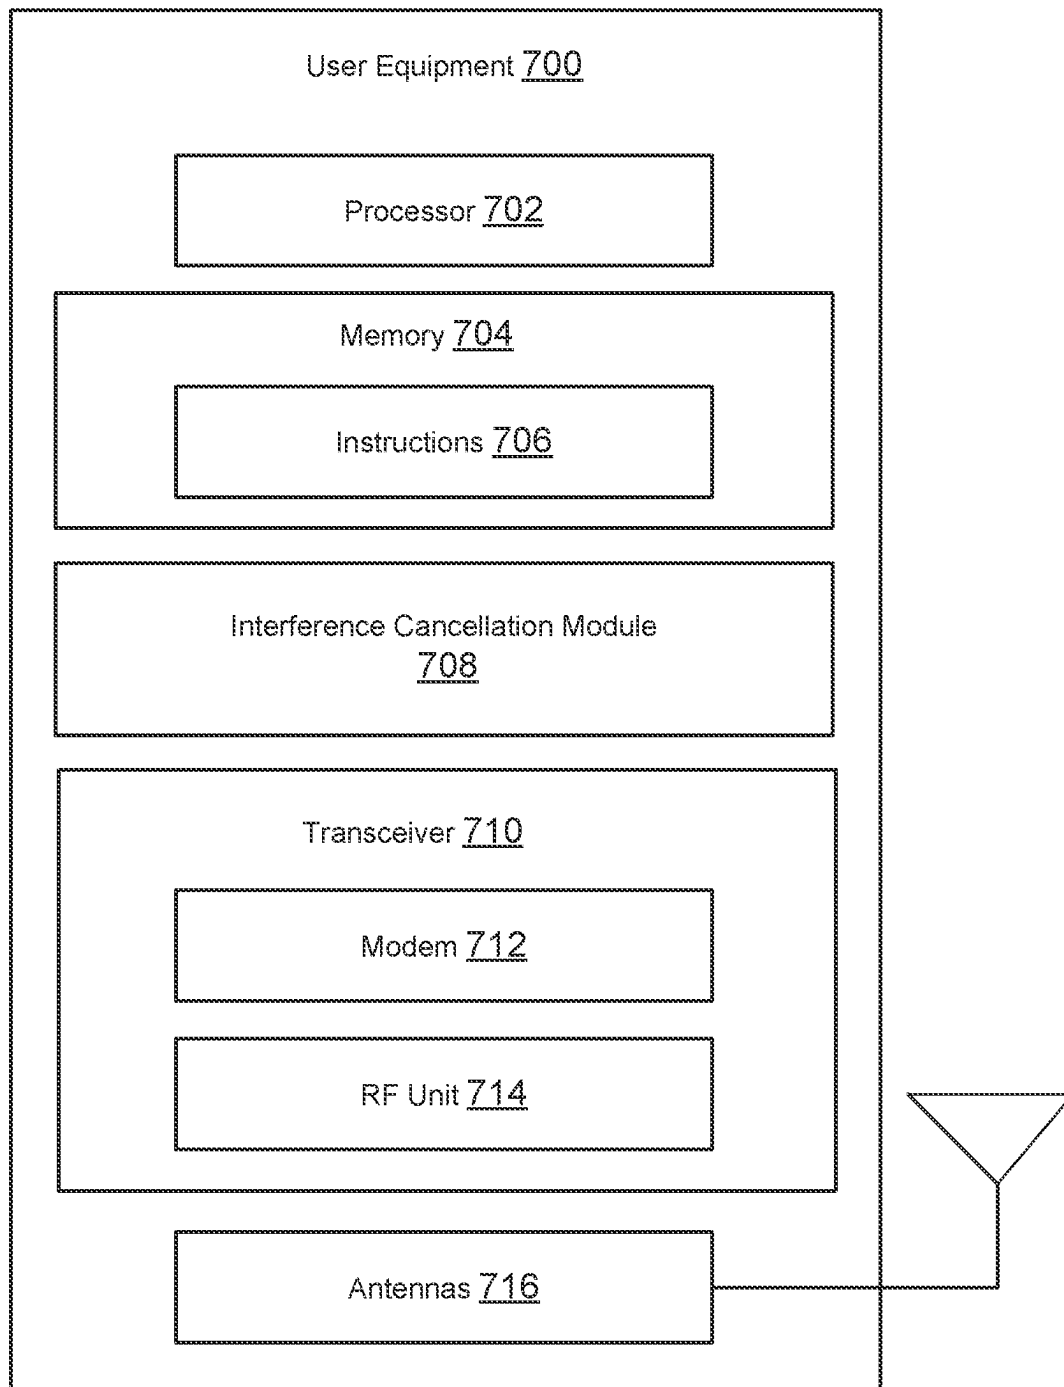 User Equipment 700
Processor 702
Memory 704
Instructions 706
Interference Cancellation Module
708
Transceiver 710
Modem 712
RF Unit 714
Antennas 716